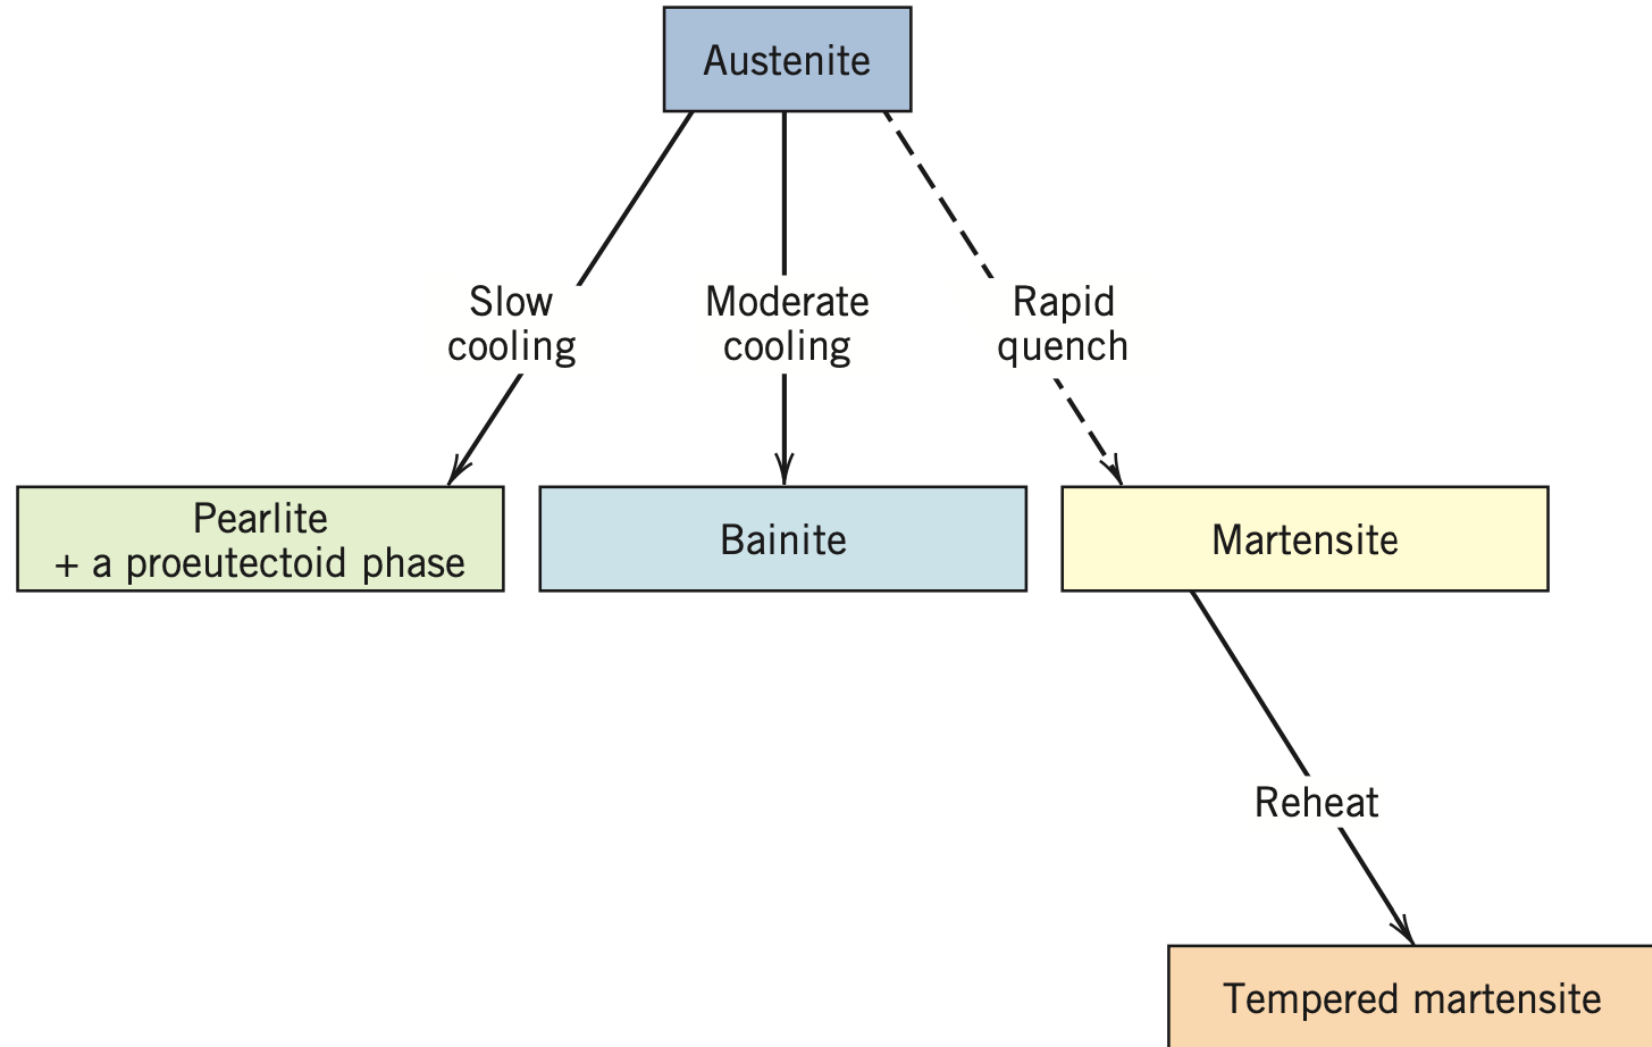 Austenite
Slow
cooling
Moderate
cooling
Rapid
quench
Pearlite
+ a proeutectoid phase
Bainite
Martensite
Reheat
Tempered martensite